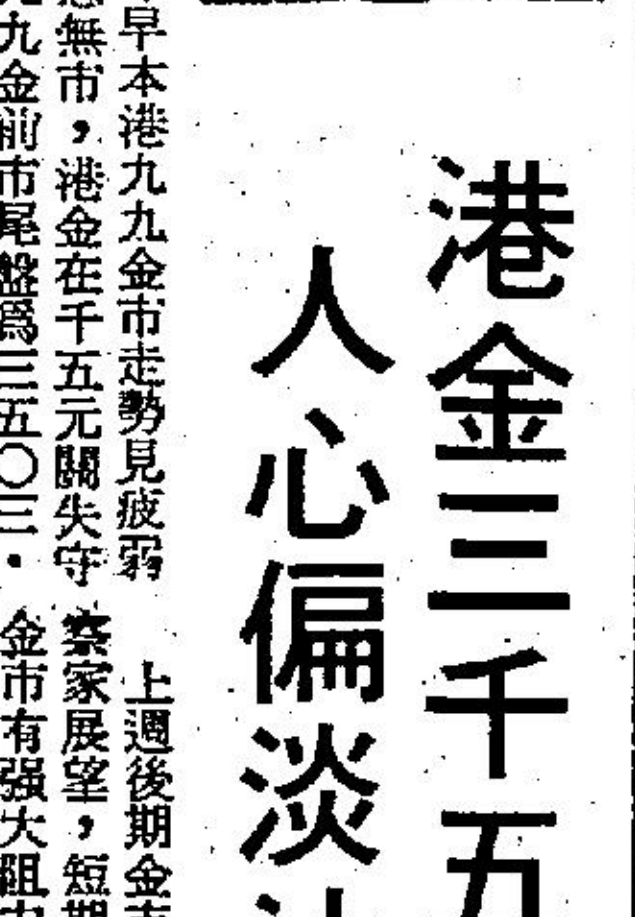 港金三千五
人心偏淡
早本港九九金市走勢見疲弱
無市，港金在千五元關失守
九金前市尾盤爲三五〇三．
上週後期金市
察家展望，短期
金市有强大阻